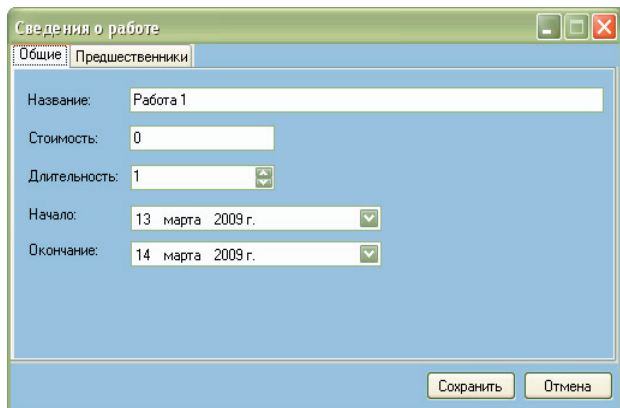 Сведения о работе
Общие Предшественники
Название: Работа 1
Стоимость: 0
Длительность: 1
Начало: 13 марта 2009 г.
Окончание: 14 марта 2009 г.
Сохранить Отмена